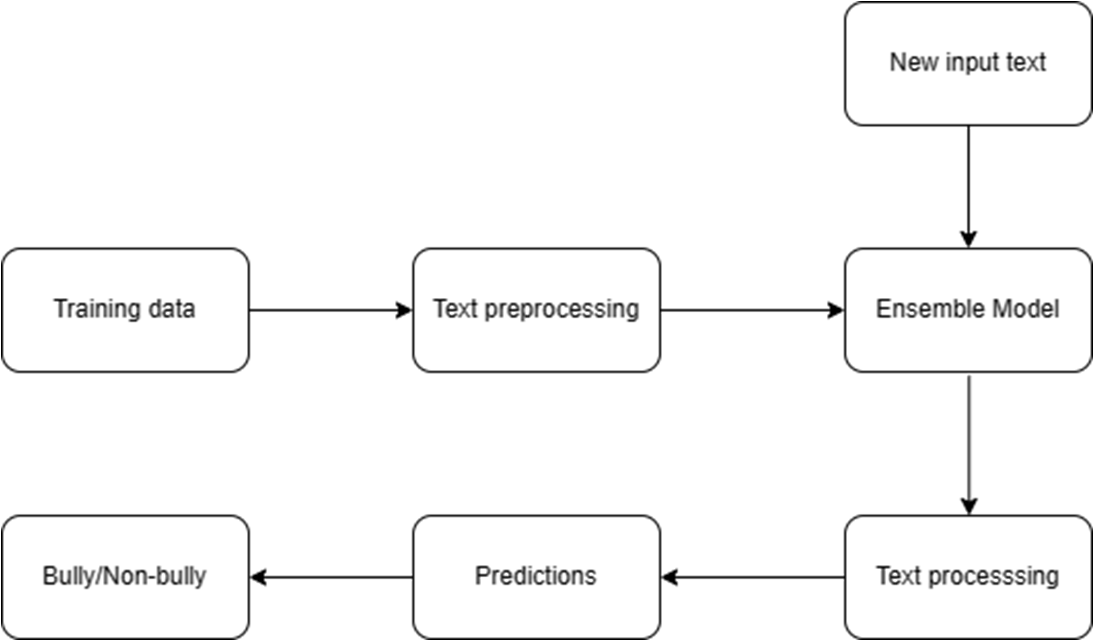 New input text
Training data
Text preprocessing
Ensemble Model
Bully/Non-bully
Predictions
Text processsing